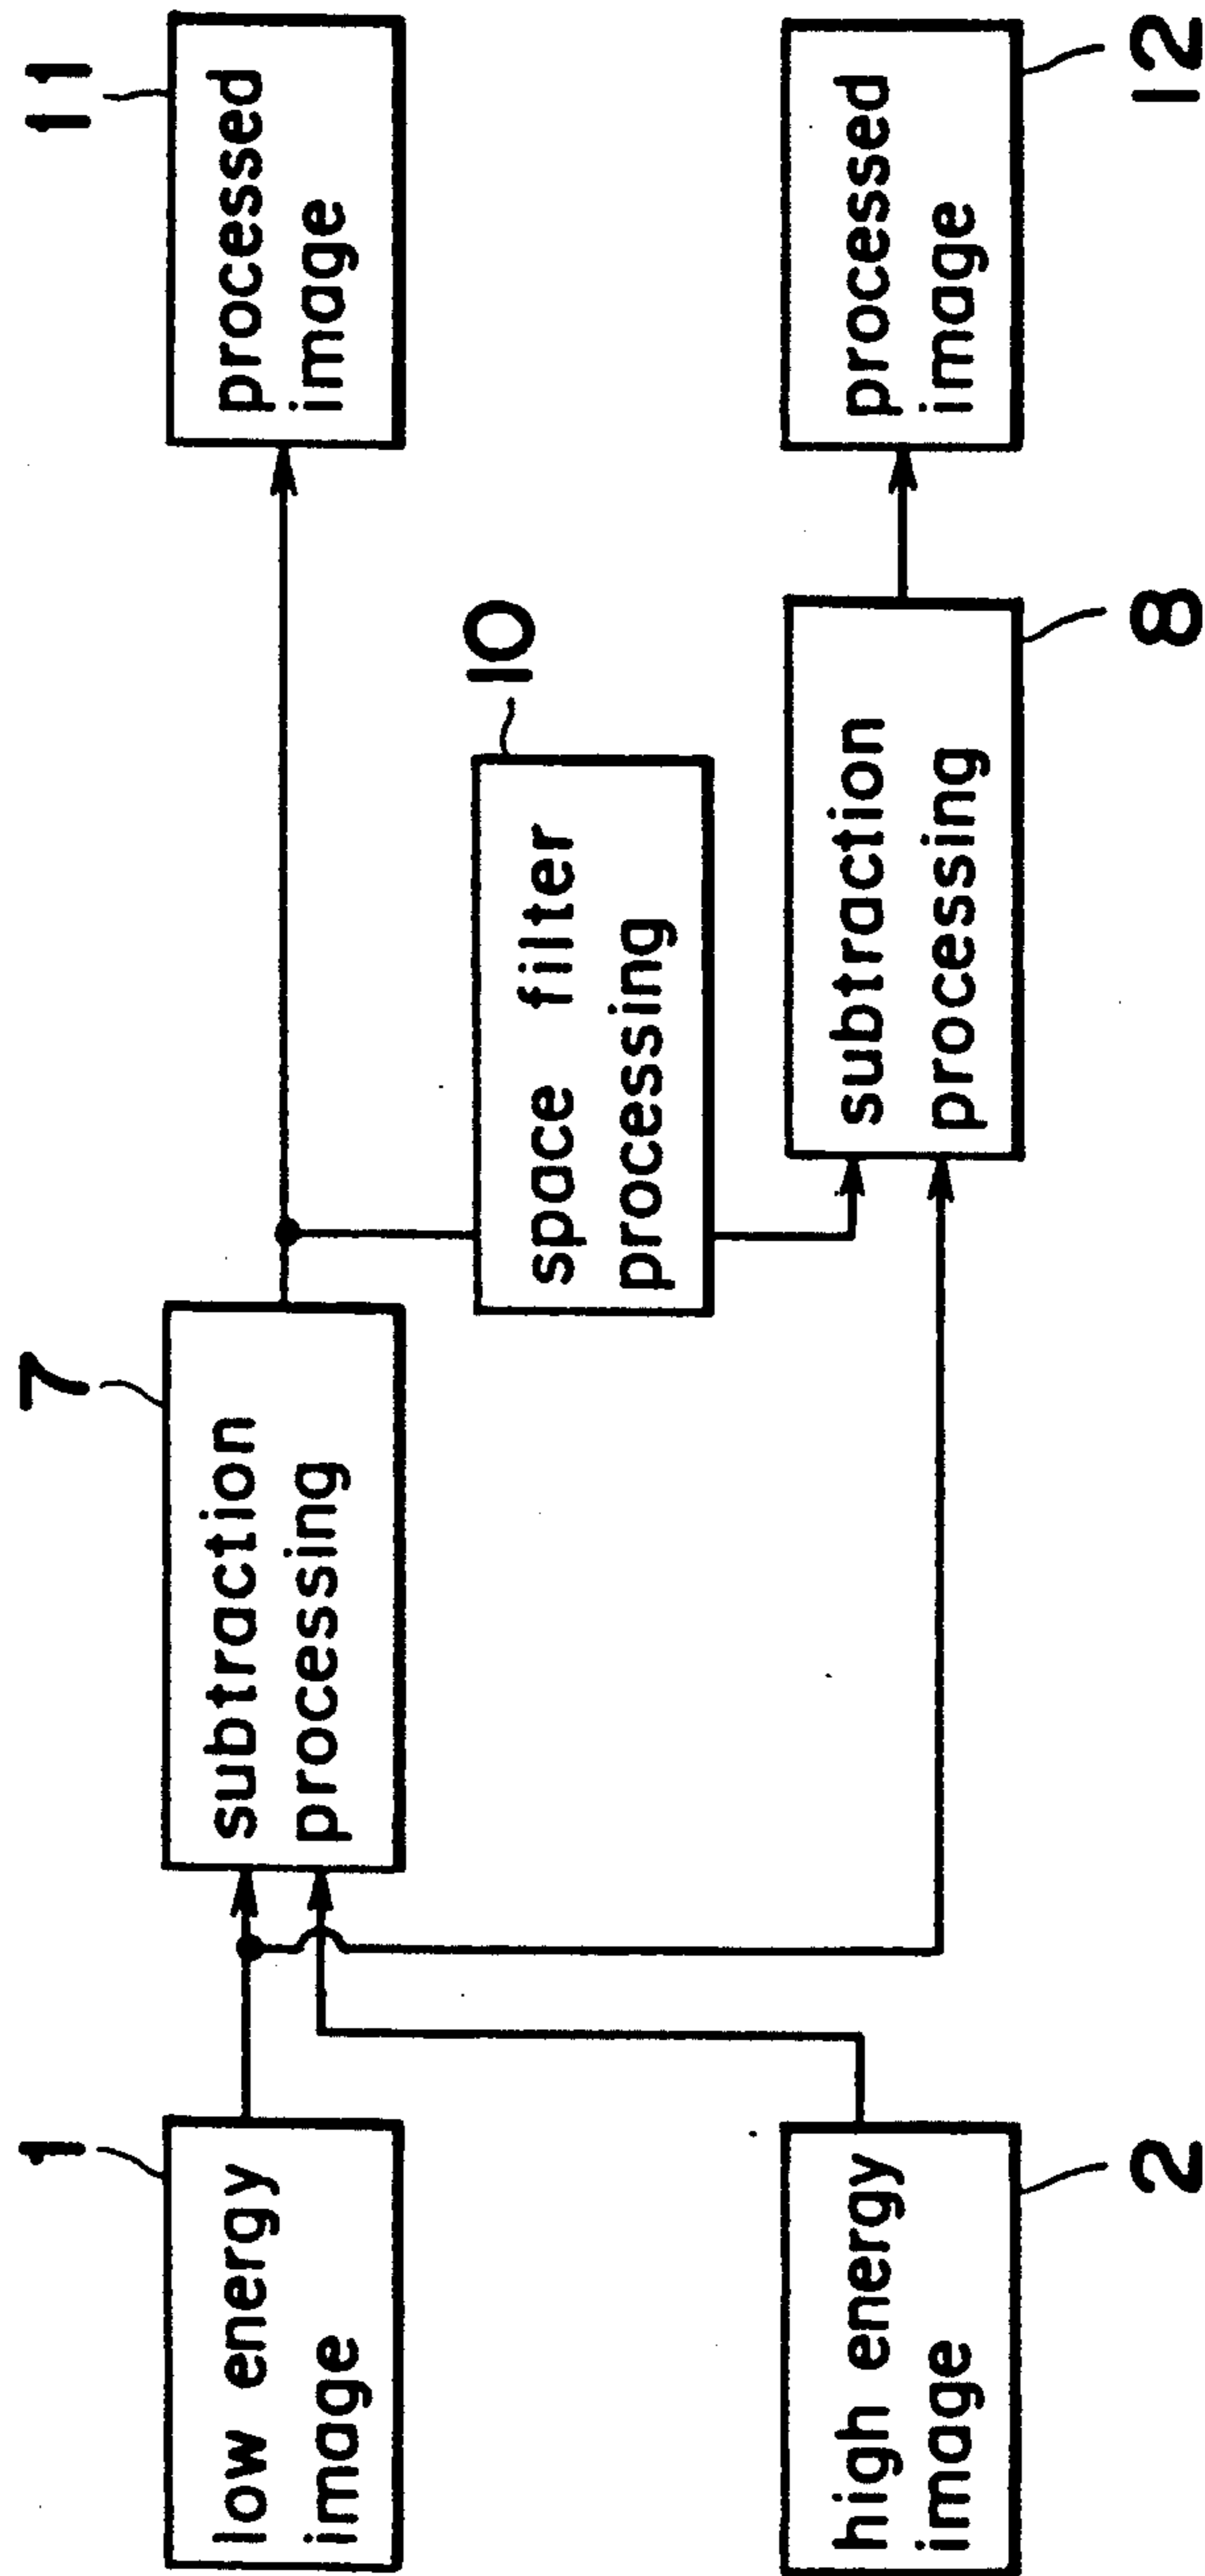 1
low energy
image
7
subtraction
processing
11
processed
image
10
space filter
processing
2
high energy
image
8
subtraction
processing
12
processed
image